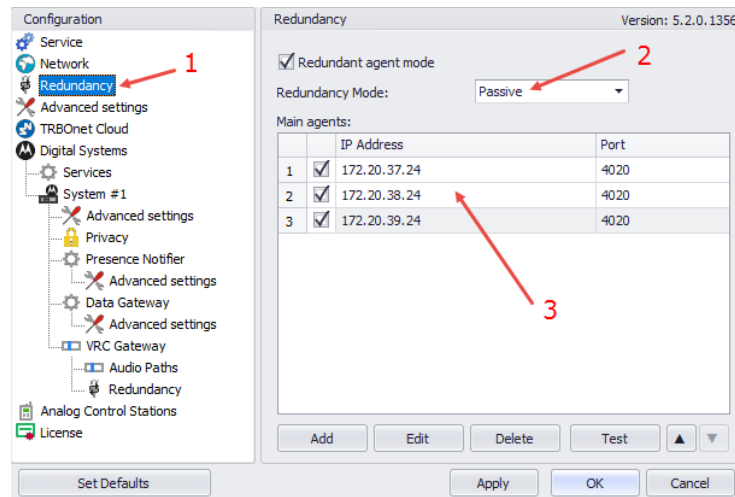 Configuration
Service
Network
Redundancy
Advanced settings
TRBOnet Cloud
Digital Systems
Services
System #1
Advanced settings
Privacy
Presence Notifier
Advanced settings
Data Gateway
Advanced settings
VRC Gateway
Audio Paths
Redundancy
Analog Control Stations
License
Set Defaults
1
Redundancy Version: 5.2.0.1356
Redundant agent mode
2
Redundancy Mode: Passive
Main agents:
IP Address Port
1 172.20.37.24 4020
2 172.20.38.24 4020
3 172.20.39.24 4020
3
Add Edit Delete Test
Apply OK Cancel